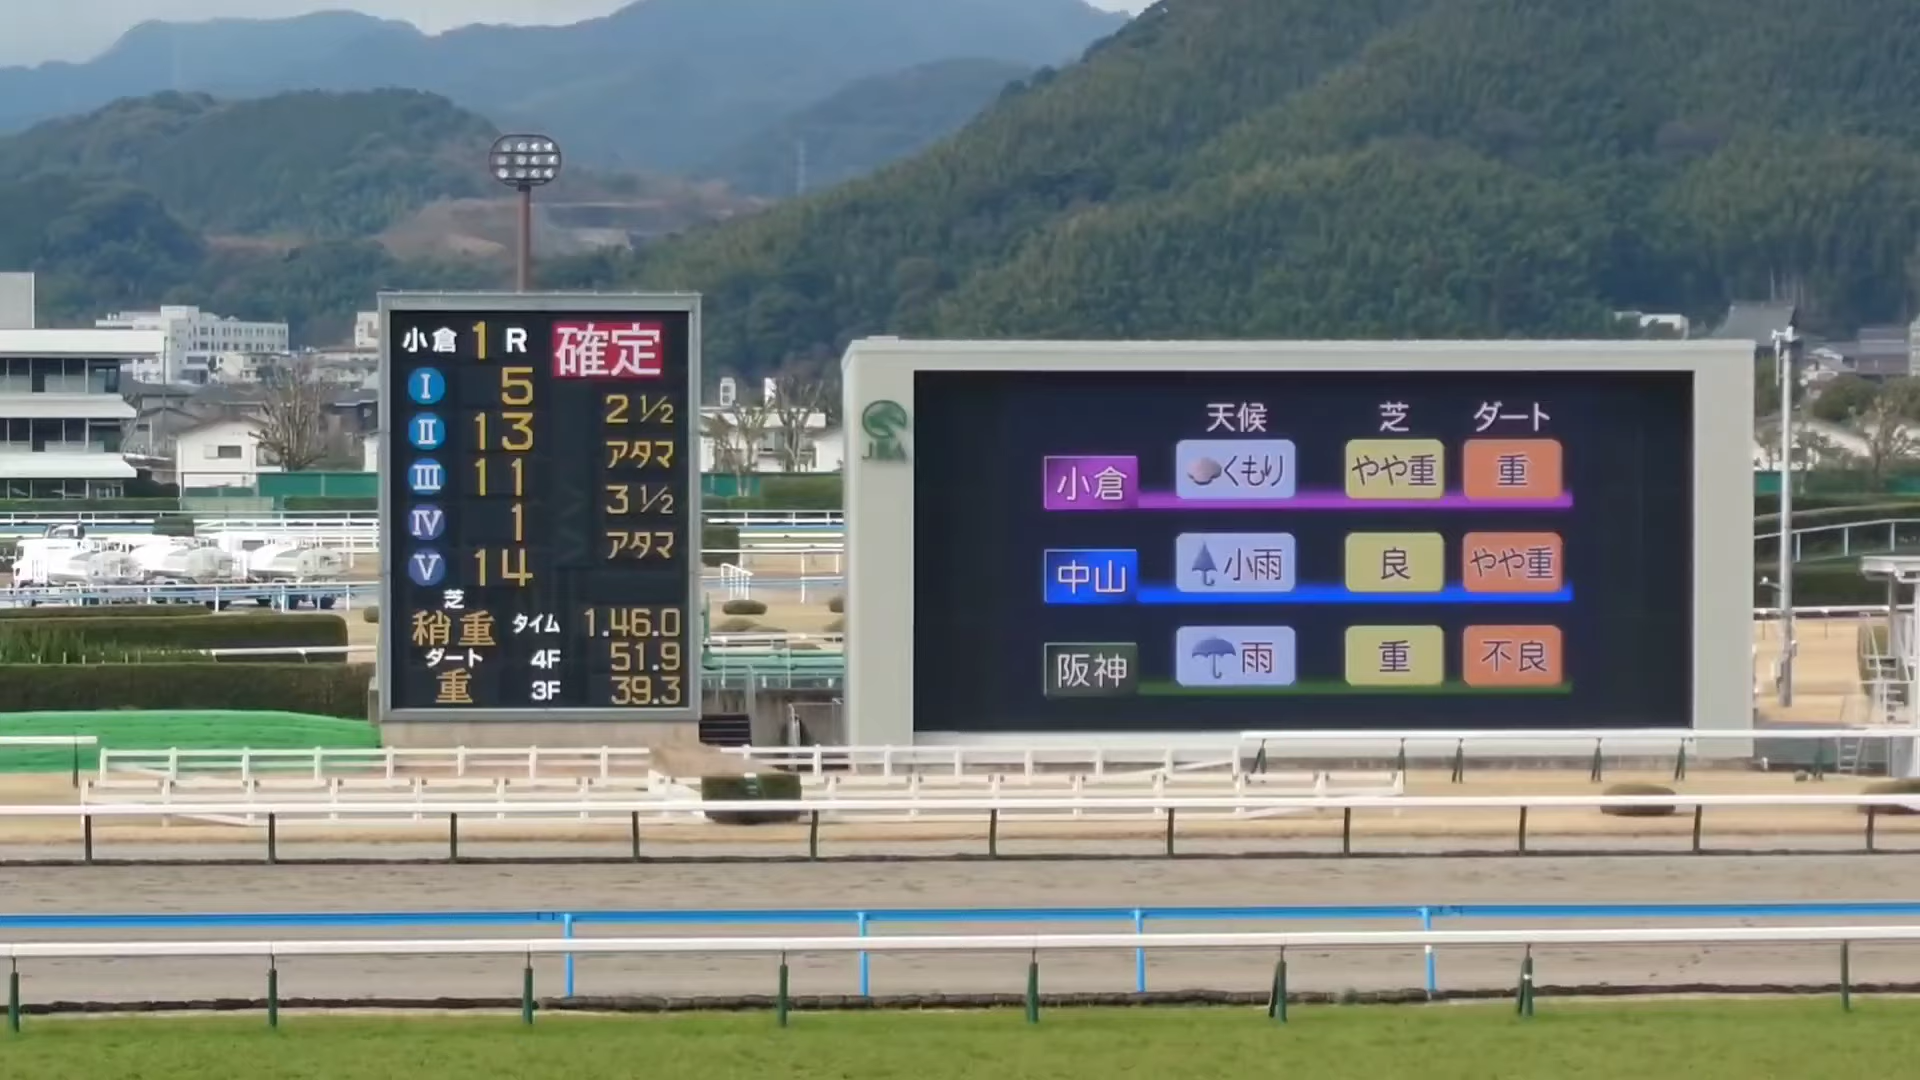 小倉 1 R 確定
I 5
2 1/2
II 13
アタマ
III 11
3 1/2
IV 1
アタマ
V 14
芝
稍重 タイム 1.46.0
ダート 4F 51.9
重 3F 39.3
JRA
天候 芝 ダート
小倉 くもり やや重 重
中山 小雨 良 やや重
阪神 雨 重 不良